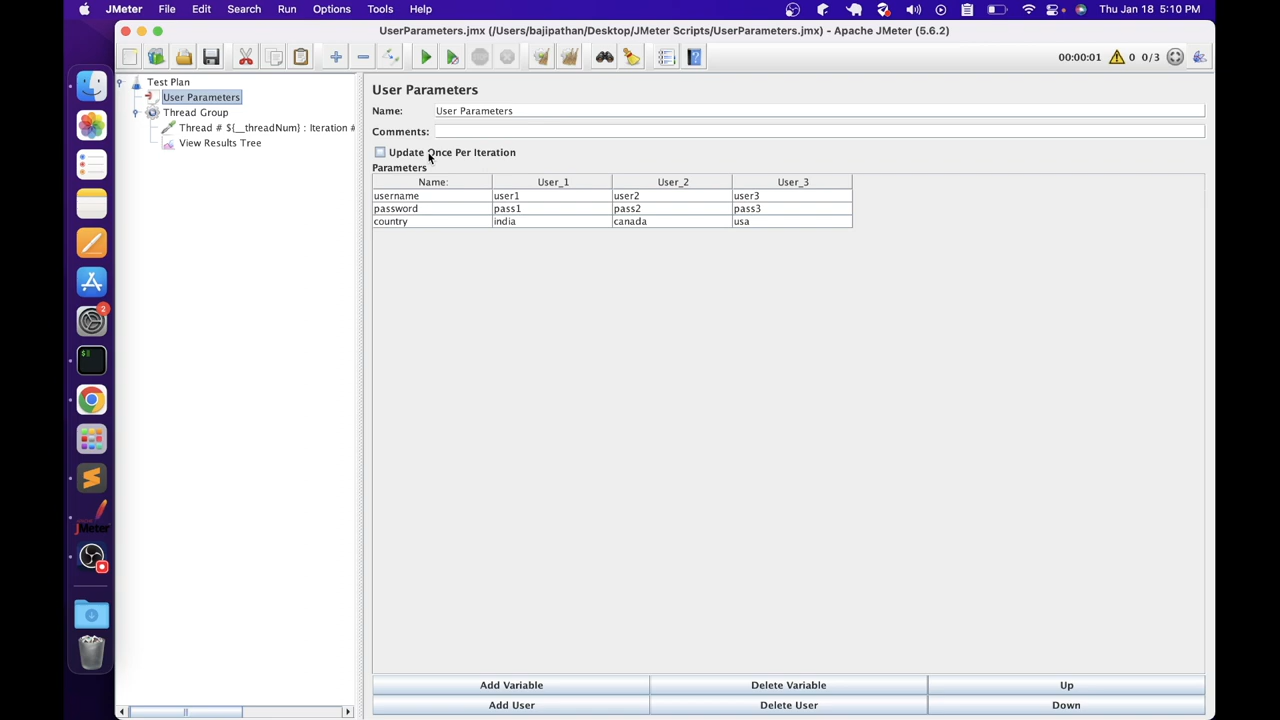 JMeter File Edit Search Run Options Tools Help Thu Jan 18 5:10 PM
UserParameters.jmx (/Users/bajipathan/Desktop/JMeter Scripts/UserParameters.jmx) - Apache JMeter (5.6.2)
00:00:01 0 0/3
Test Plan
User Parameters
Thread Group
Thread # ${__threadNum} : Iteration #
View Results Tree
User Parameters
Name: User Parameters
Comments:
Update Once Per Iteration
Parameters
Name: User_1 User_2 User_3
username user1 user2 user3
password pass1 pass2 pass3
country india canada usa
2
JMeter
Add Variable Delete Variable Up
Add User Delete User Down